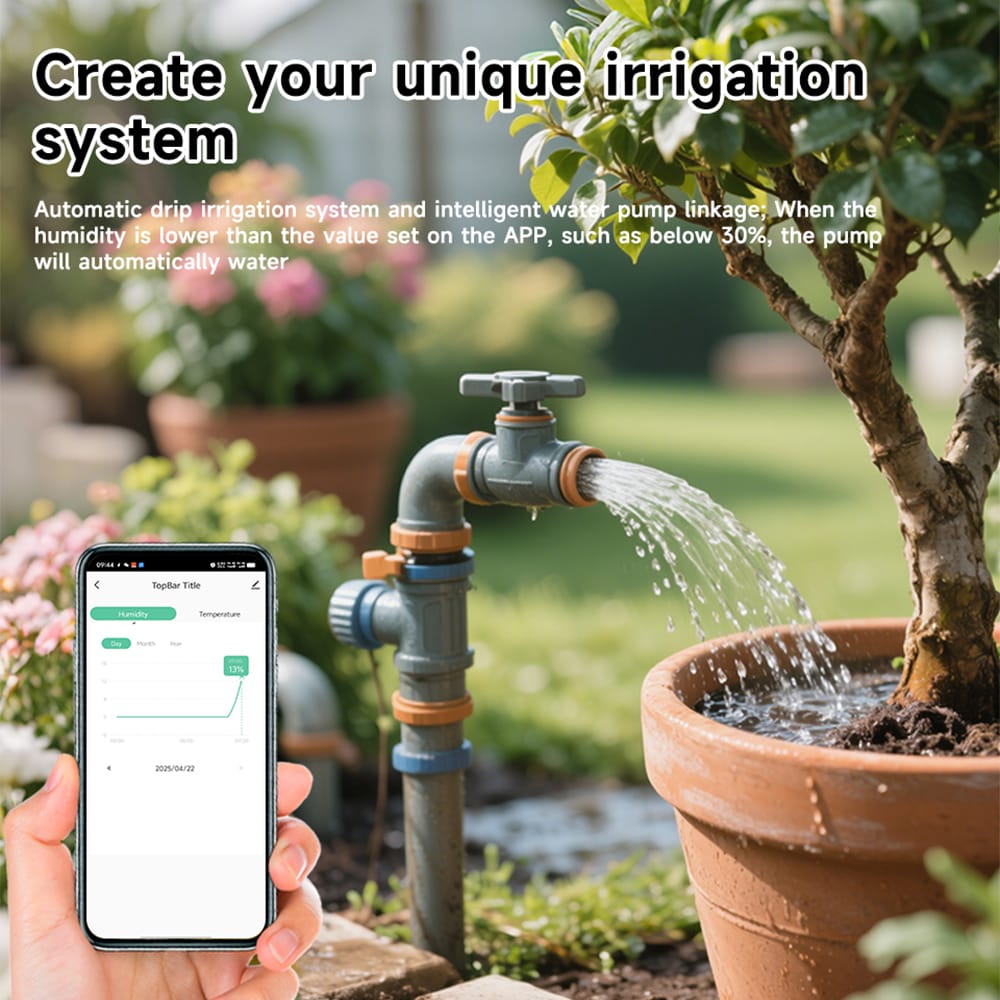 Create your unique irrigation
system
Automatic drip irrigation system and intelligent water pump linkage; When the
humidity is lower than the value set on the APP, such as below 30%, the pump
will automatically water
09:44
TopBar Title
Humidity
Temperature
Day
Month
Year
13%
2025/04/22